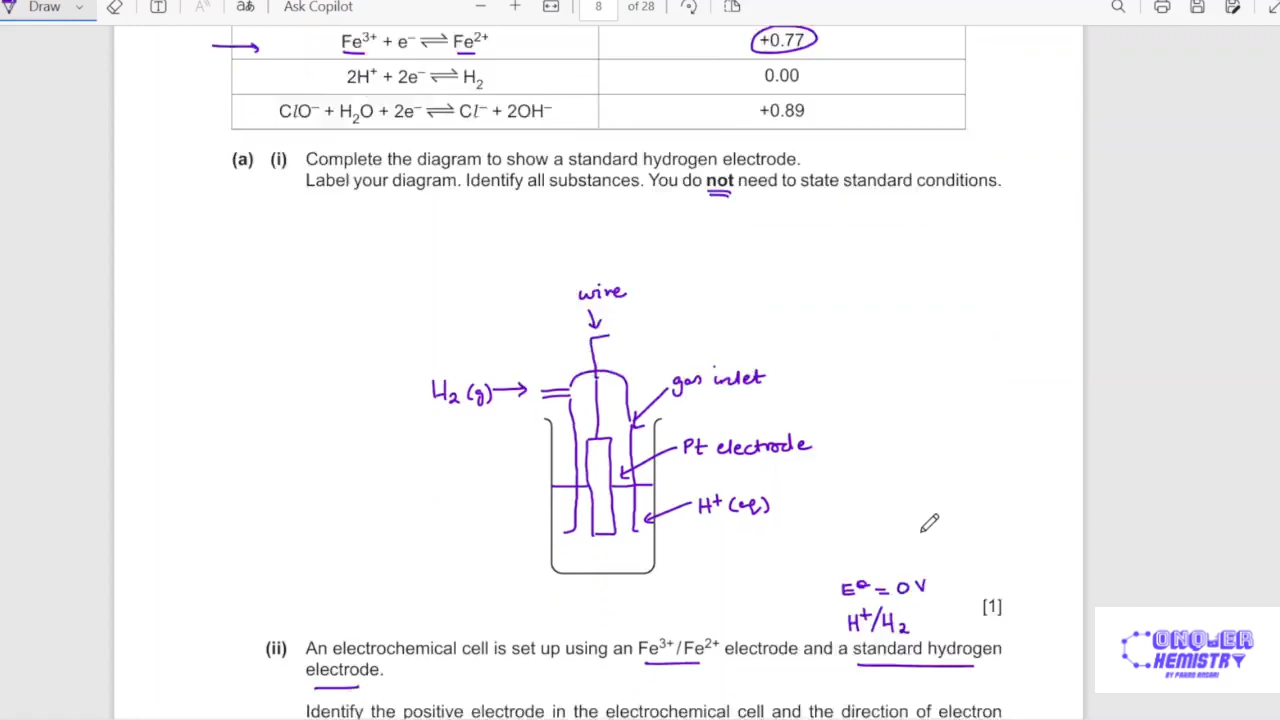 Draw Ask Copilot 8 of 28
Fe³⁺ + e⁻ ⇌ Fe²⁺ +0.77
2H⁺ + 2e⁻ ⇌ H₂ 0.00
ClO⁻ + H₂O + 2e⁻ ⇌ Cl⁻ + 2OH⁻ +0.89
(a) (i) Complete the diagram to show a standard hydrogen electrode.
Label your diagram. Identify all substances. You do not need to state standard conditions.
wire
H₂(g)
gas inlet
Pt electrode
H⁺(aq)
E⦵ = 0 V
[1]
H⁺/H₂
(ii) An electrochemical cell is set up using an Fe³⁺/Fe²⁺ electrode and a standard hydrogen
electrode.
Identify the positive electrode in the electrochemical cell and the direction of electron
CONQUER
CHEMISTRY